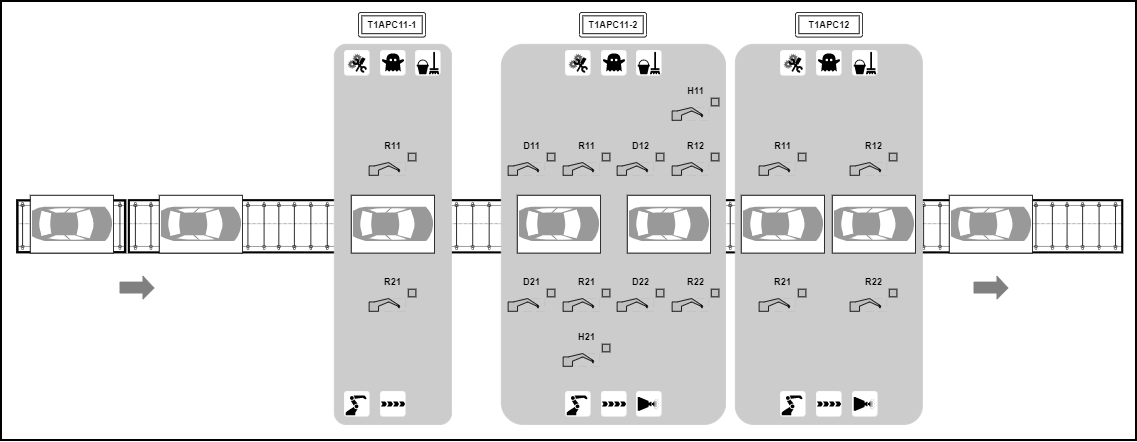 T1APC11-1 T1APC11-2 T1APC12
H11
R11 D11 R11 D12 R12 R11 R12
R21 D21 R21 D22 R22 R21 R22
H21